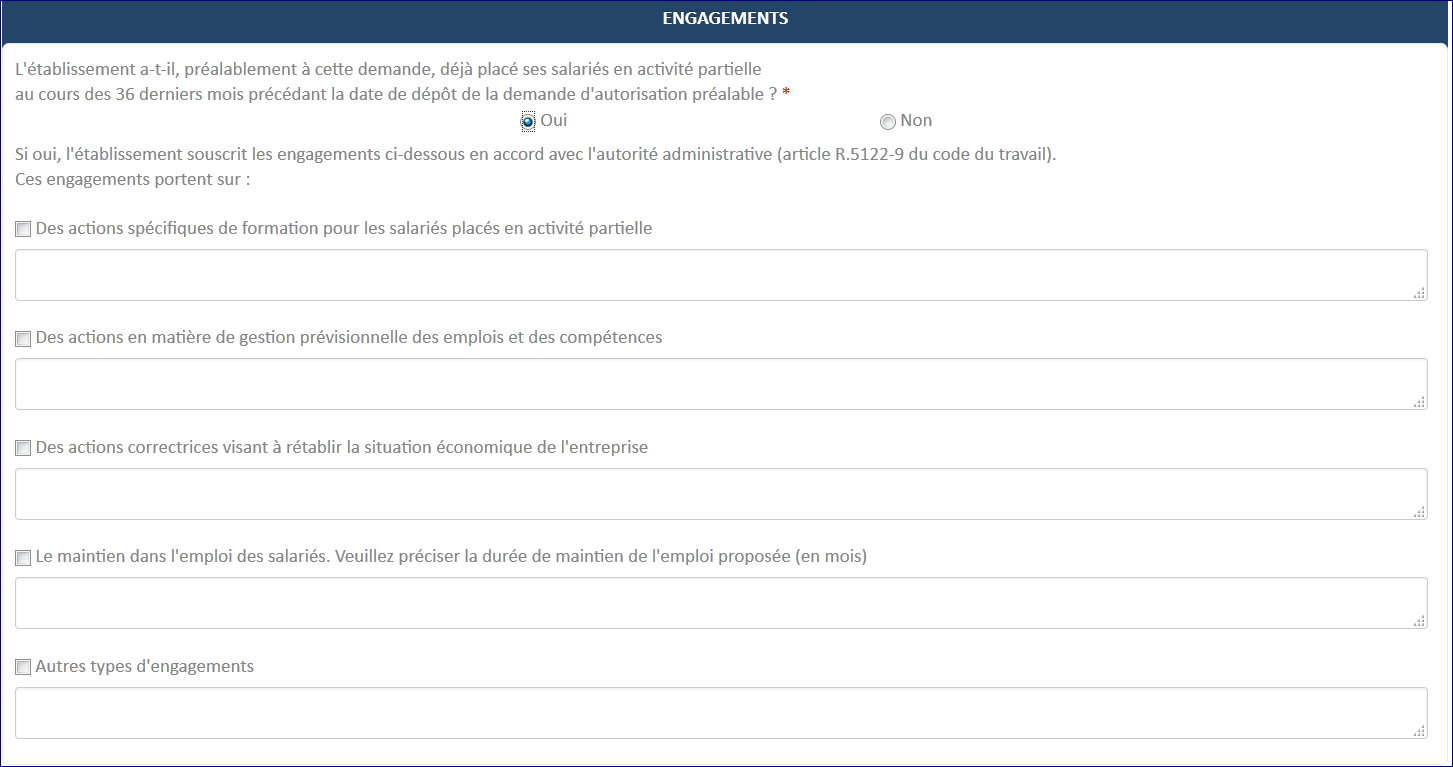 ENGAGEMENTS
L'établissement a-t-il, préalablement à cette demande, déjà placé ses salariés en activité partielle
au cours des 36 derniers mois précédant la date de dépôt de la demande d'autorisation préalable ? *
Oui Non
Si oui, l'établissement souscrit les engagements ci-dessous en accord avec l'autorité administrative (article R.5122-9 du code du travail).
Ces engagements portent sur :
Des actions spécifiques de formation pour les salariés placés en activité partielle
Des actions en matière de gestion prévisionnelle des emplois et des compétences
Des actions correctrices visant à rétablir la situation économique de l'entreprise
Le maintien dans l'emploi des salariés. Veuillez préciser la durée de maintien de l'emploi proposée (en mois)
Autres types d'engagements